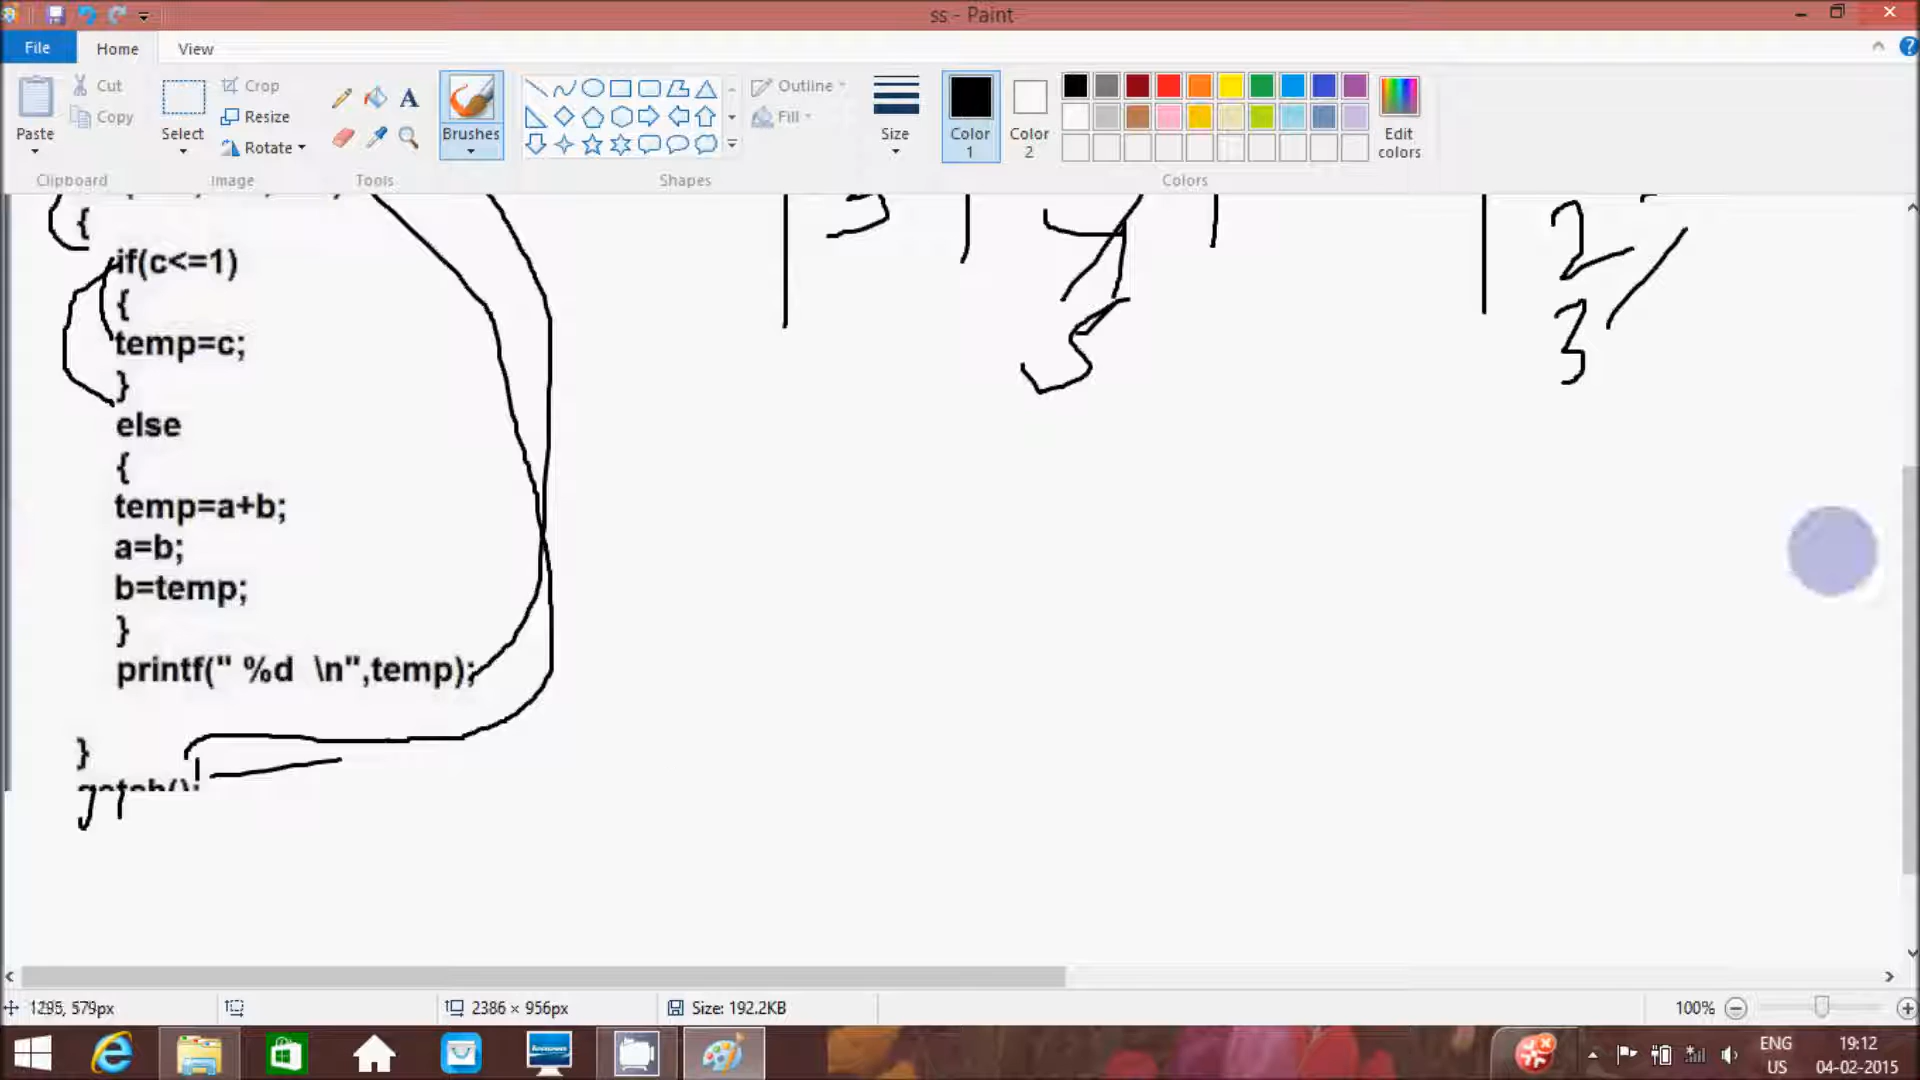 ss - Paint
File Home View
Paste Cut Copy Select Crop Resize Rotate Brushes Outline Fill Size Color 1 Color 2 Edit colors
Clipboard Image Tools Shapes Colors
{
if(c<=1)
{
temp=c;
}
else
{
temp=a+b;
a=b;
b=temp;
}
printf(" %d \n",temp);
}
getch();
5
2
3
1295, 579px 2386 × 956px Size: 192.2KB 100%
ENG 19:12
US 04-02-2015